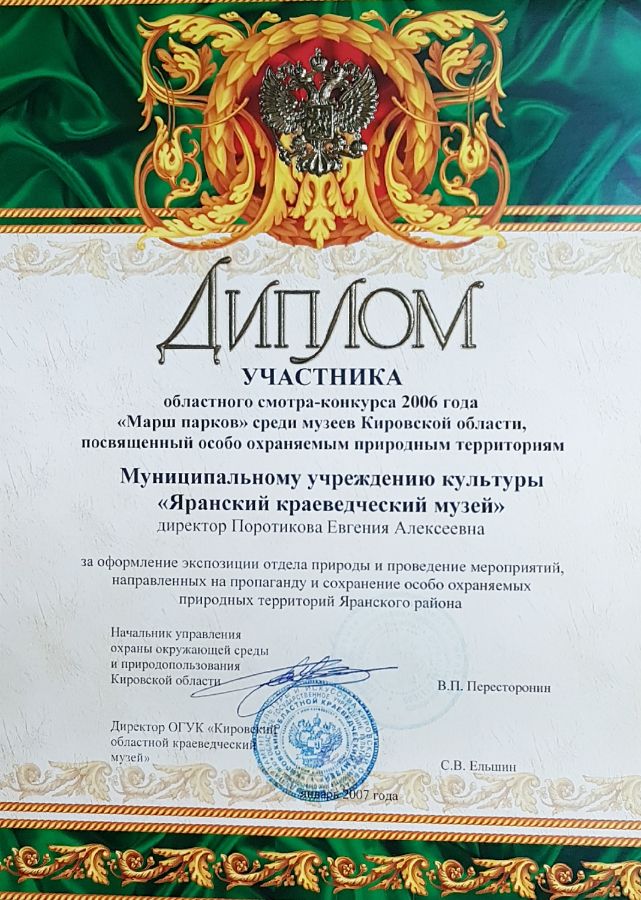 Диплом
УЧАСТНИКА
областного смотра-конкурса 2006 года
«Марш парков» среди музеев Кировской области,
посвященный особо охраняемым природным территориям
Муниципальному учреждению культуры
«Яранский краеведческий музей»
директор Поротикова Евгения Алексеевна
за оформление экспозиции отдела природы и проведение мероприятий,
направленных на пропаганду и сохранение особо охраняемых
природных территорий Яранского района
Начальник управления
охраны окружающей среды
и природопользования
Кировской области
В.П. Пересторонин
Директор ОГУК «Кировский
областной краеведческий
музей»
С.В. Ельшин
январь 2007 года